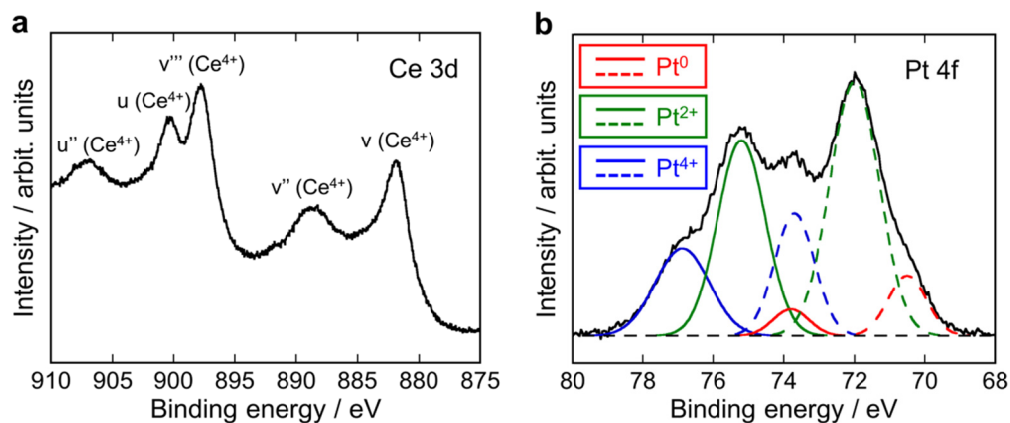 a
Ce 3d
v''' (Ce⁴⁺)
u (Ce⁴⁺)
u'' (Ce⁴⁺)
v (Ce⁴⁺)
v'' (Ce⁴⁺)
Intensity / arbit. units
910 905 900 895 890 885 880 875
Binding energy / eV
b
Pt 4f
Pt⁰
Pt²⁺
Pt⁴⁺
Intensity / arbit. units
80 78 76 74 72 70 68
Binding energy / eV